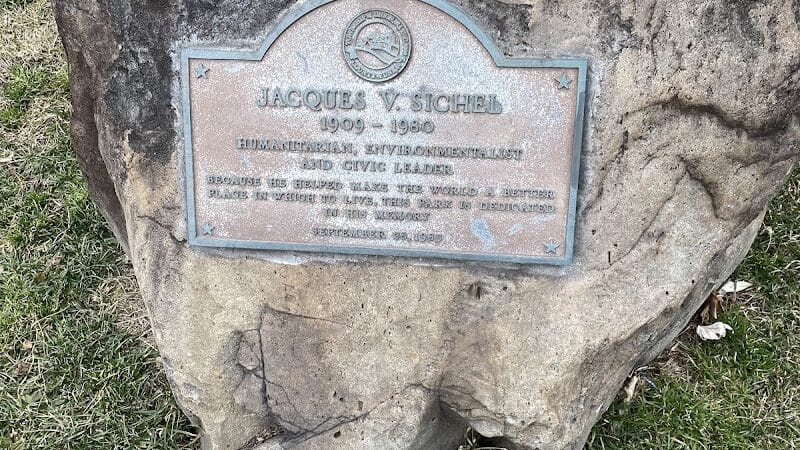 JACQUES V. SICHEL
1909 - 1980
HUMANITARIAN, ENVIRONMENTALIST
AND CIVIC LEADER
BECAUSE HE HELPED MAKE THE WORLD A BETTER
PLACE IN WHICH TO LIVE, THIS PARK IS DEDICATED
IN HIS MEMORY
SEPTEMBER